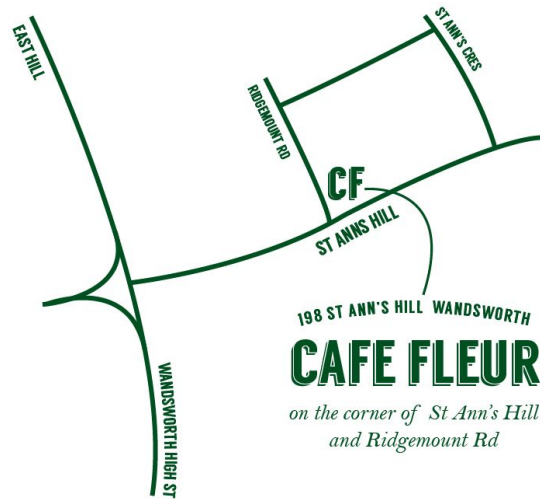 EAST HILL
ST ANN'S CRES
RIDGEMOUNT RD
CF
ST ANNS HILL
198 ST ANN'S HILL WANDSWORTH
CAFE FLEUR
on the corner of St Ann's Hill
and Ridgemount Rd
WANDSWORTH HIGH ST